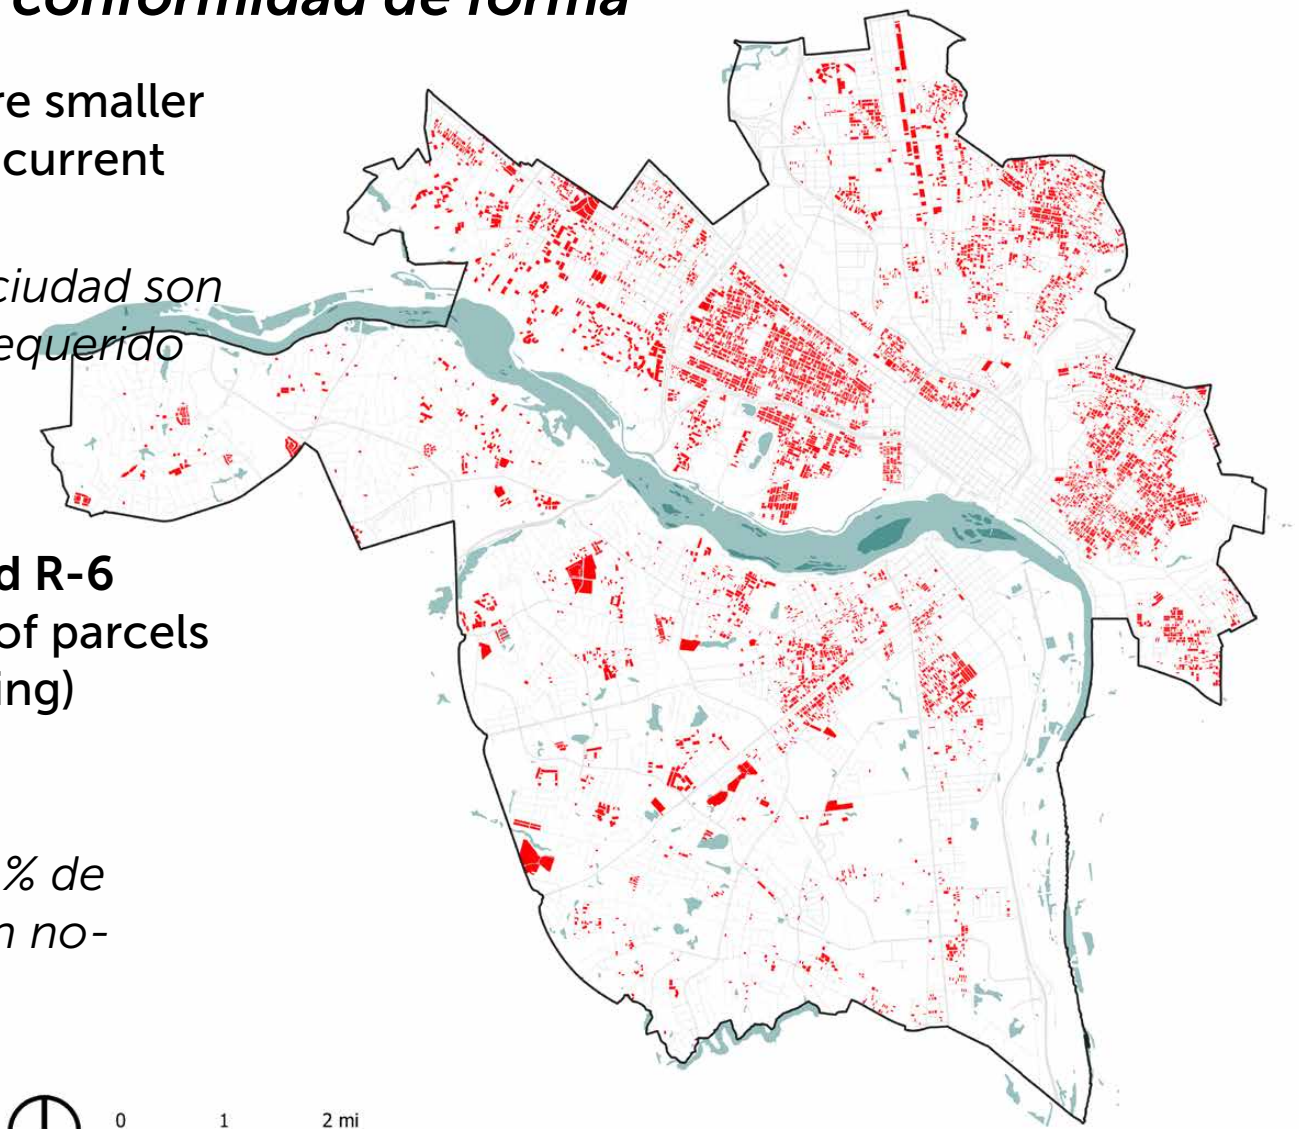 conformidad de forma
re smaller
current
ciudad son
equerido
d R-6
of parcels
ing)
% de
n no-
0 1 2 mi